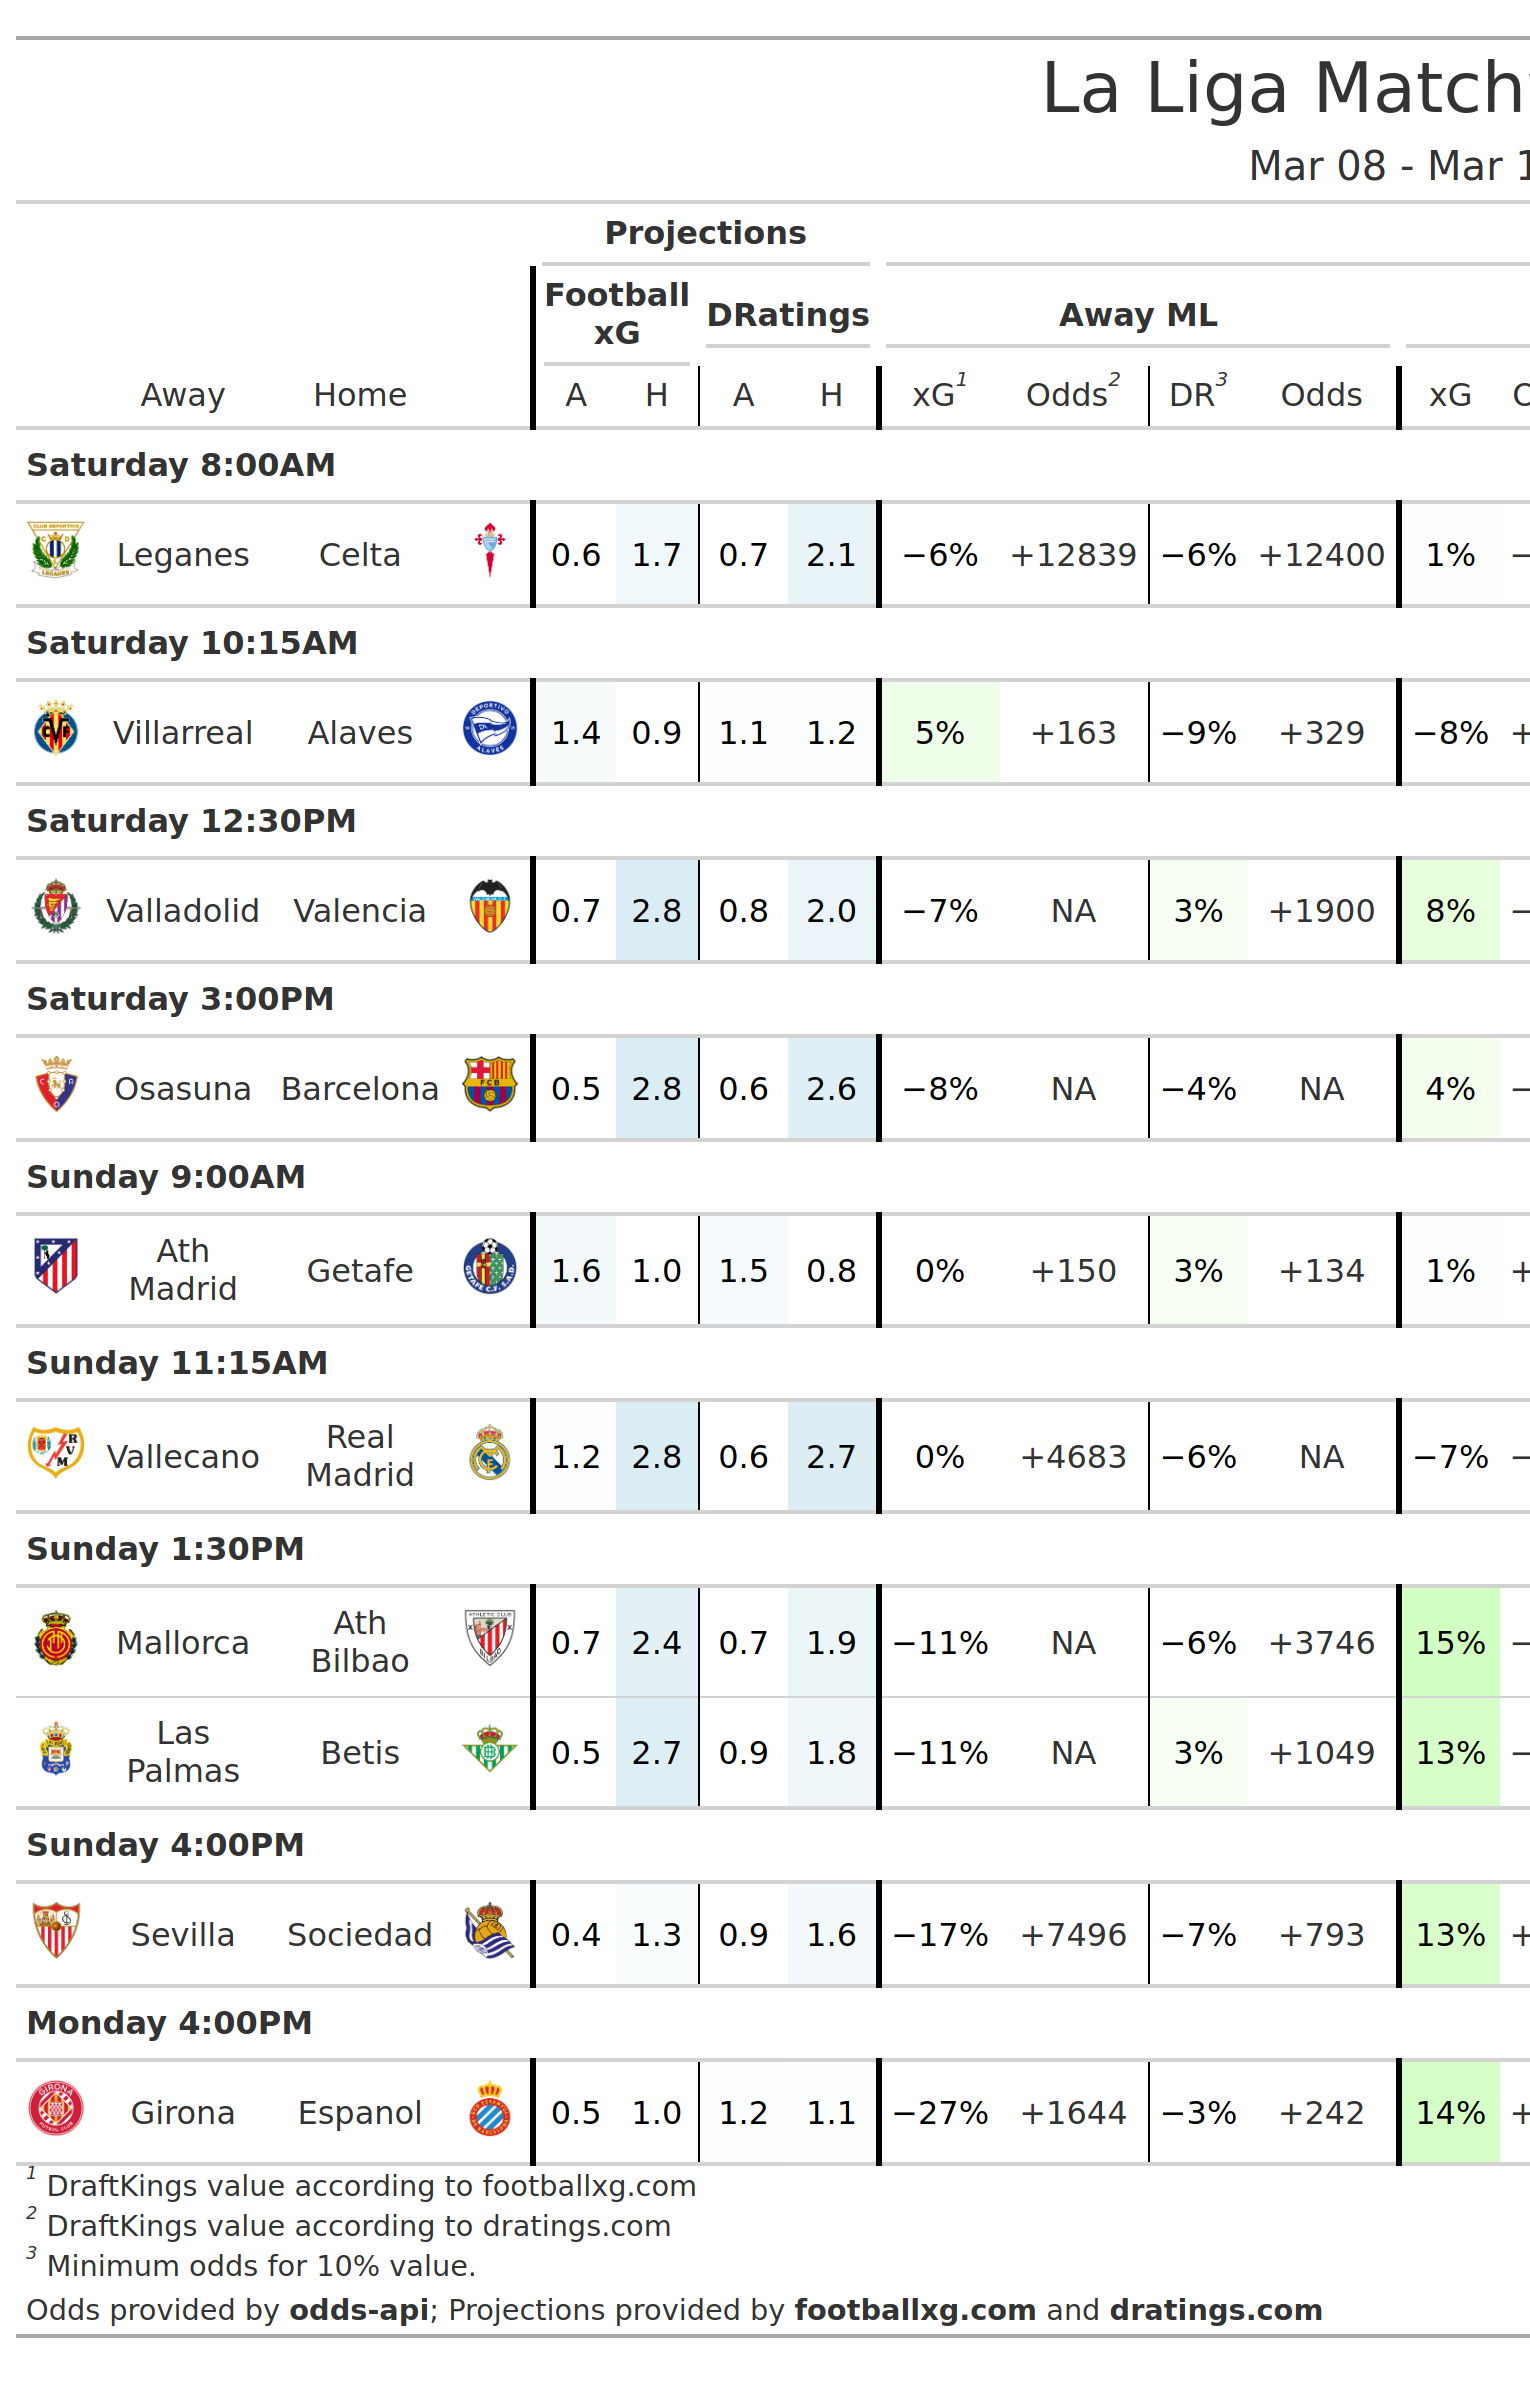 La Liga Match
Mar 08 - Mar 1
Projections
Football xG DRatings Away ML
Away Home A H A H xG1 Odds2 DR3 Odds xG
Saturday 8:00AM
Leganes Celta 0.6 1.7 0.7 2.1 −6% +12839 −6% +12400 1% −
Saturday 10:15AM
Villarreal Alaves 1.4 0.9 1.1 1.2 5% +163 −9% +329 −8% +
Saturday 12:30PM
Valladolid Valencia 0.7 2.8 0.8 2.0 −7% NA 3% +1900 8% −
Saturday 3:00PM
Osasuna Barcelona 0.5 2.8 0.6 2.6 −8% NA −4% NA 4% −
Sunday 9:00AM
Ath Madrid Getafe 1.6 1.0 1.5 0.8 0% +150 3% +134 1% +
Sunday 11:15AM
Vallecano Real Madrid 1.2 2.8 0.6 2.7 0% +4683 −6% NA −7% −
Sunday 1:30PM
Mallorca Ath Bilbao 0.7 2.4 0.7 1.9 −11% NA −6% +3746 15% −
Las Palmas Betis 0.5 2.7 0.9 1.8 −11% NA 3% +1049 13% −
Sunday 4:00PM
Sevilla Sociedad 0.4 1.3 0.9 1.6 −17% +7496 −7% +793 13% +
Monday 4:00PM
Girona Espanol 0.5 1.0 1.2 1.1 −27% +1644 −3% +242 14% +
1 DraftKings value according to footballxg.com
2 DraftKings value according to dratings.com
3 Minimum odds for 10% value.
Odds provided by odds-api; Projections provided by footballxg.com and dratings.com